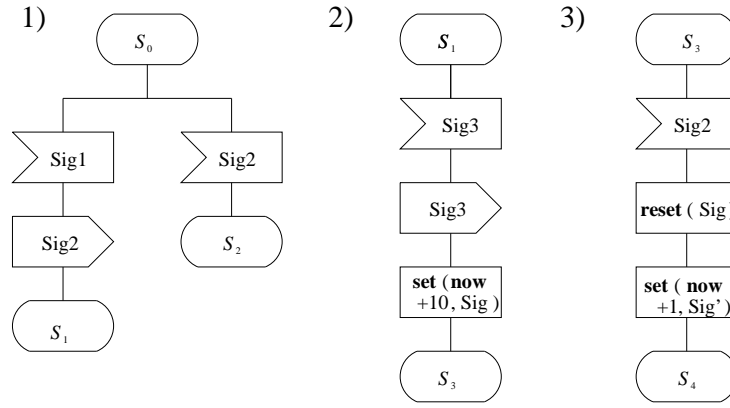 1)
S₀
Sig1
Sig2
Sig2
S₂
S₁
2)
S₁
Sig3
Sig3
set (now
+10, Sig )
S₃
3)
S₃
Sig2
reset ( Sig )
set ( now
+1, Sig' )
S₄